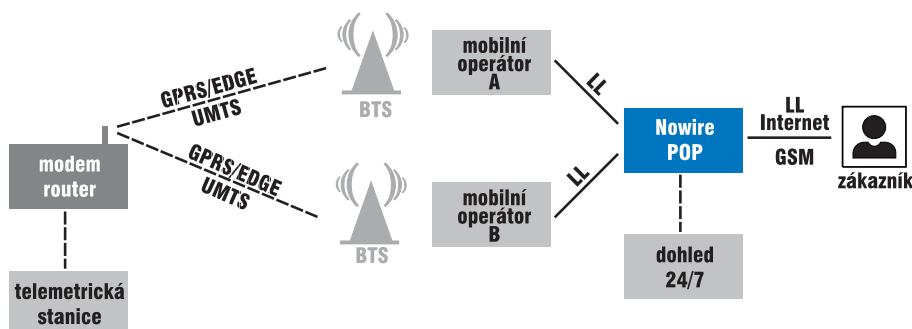 GPRS/EDGE
UMTS
BTS
mobilní
operátor
A
LL
modem
router
GPRS/EDGE
UMTS
BTS
mobilní
operátor
B
LL
Nowire
POP
LL
Internet
GSM
zákazník
telemetrická
stanice
dohled
24/7